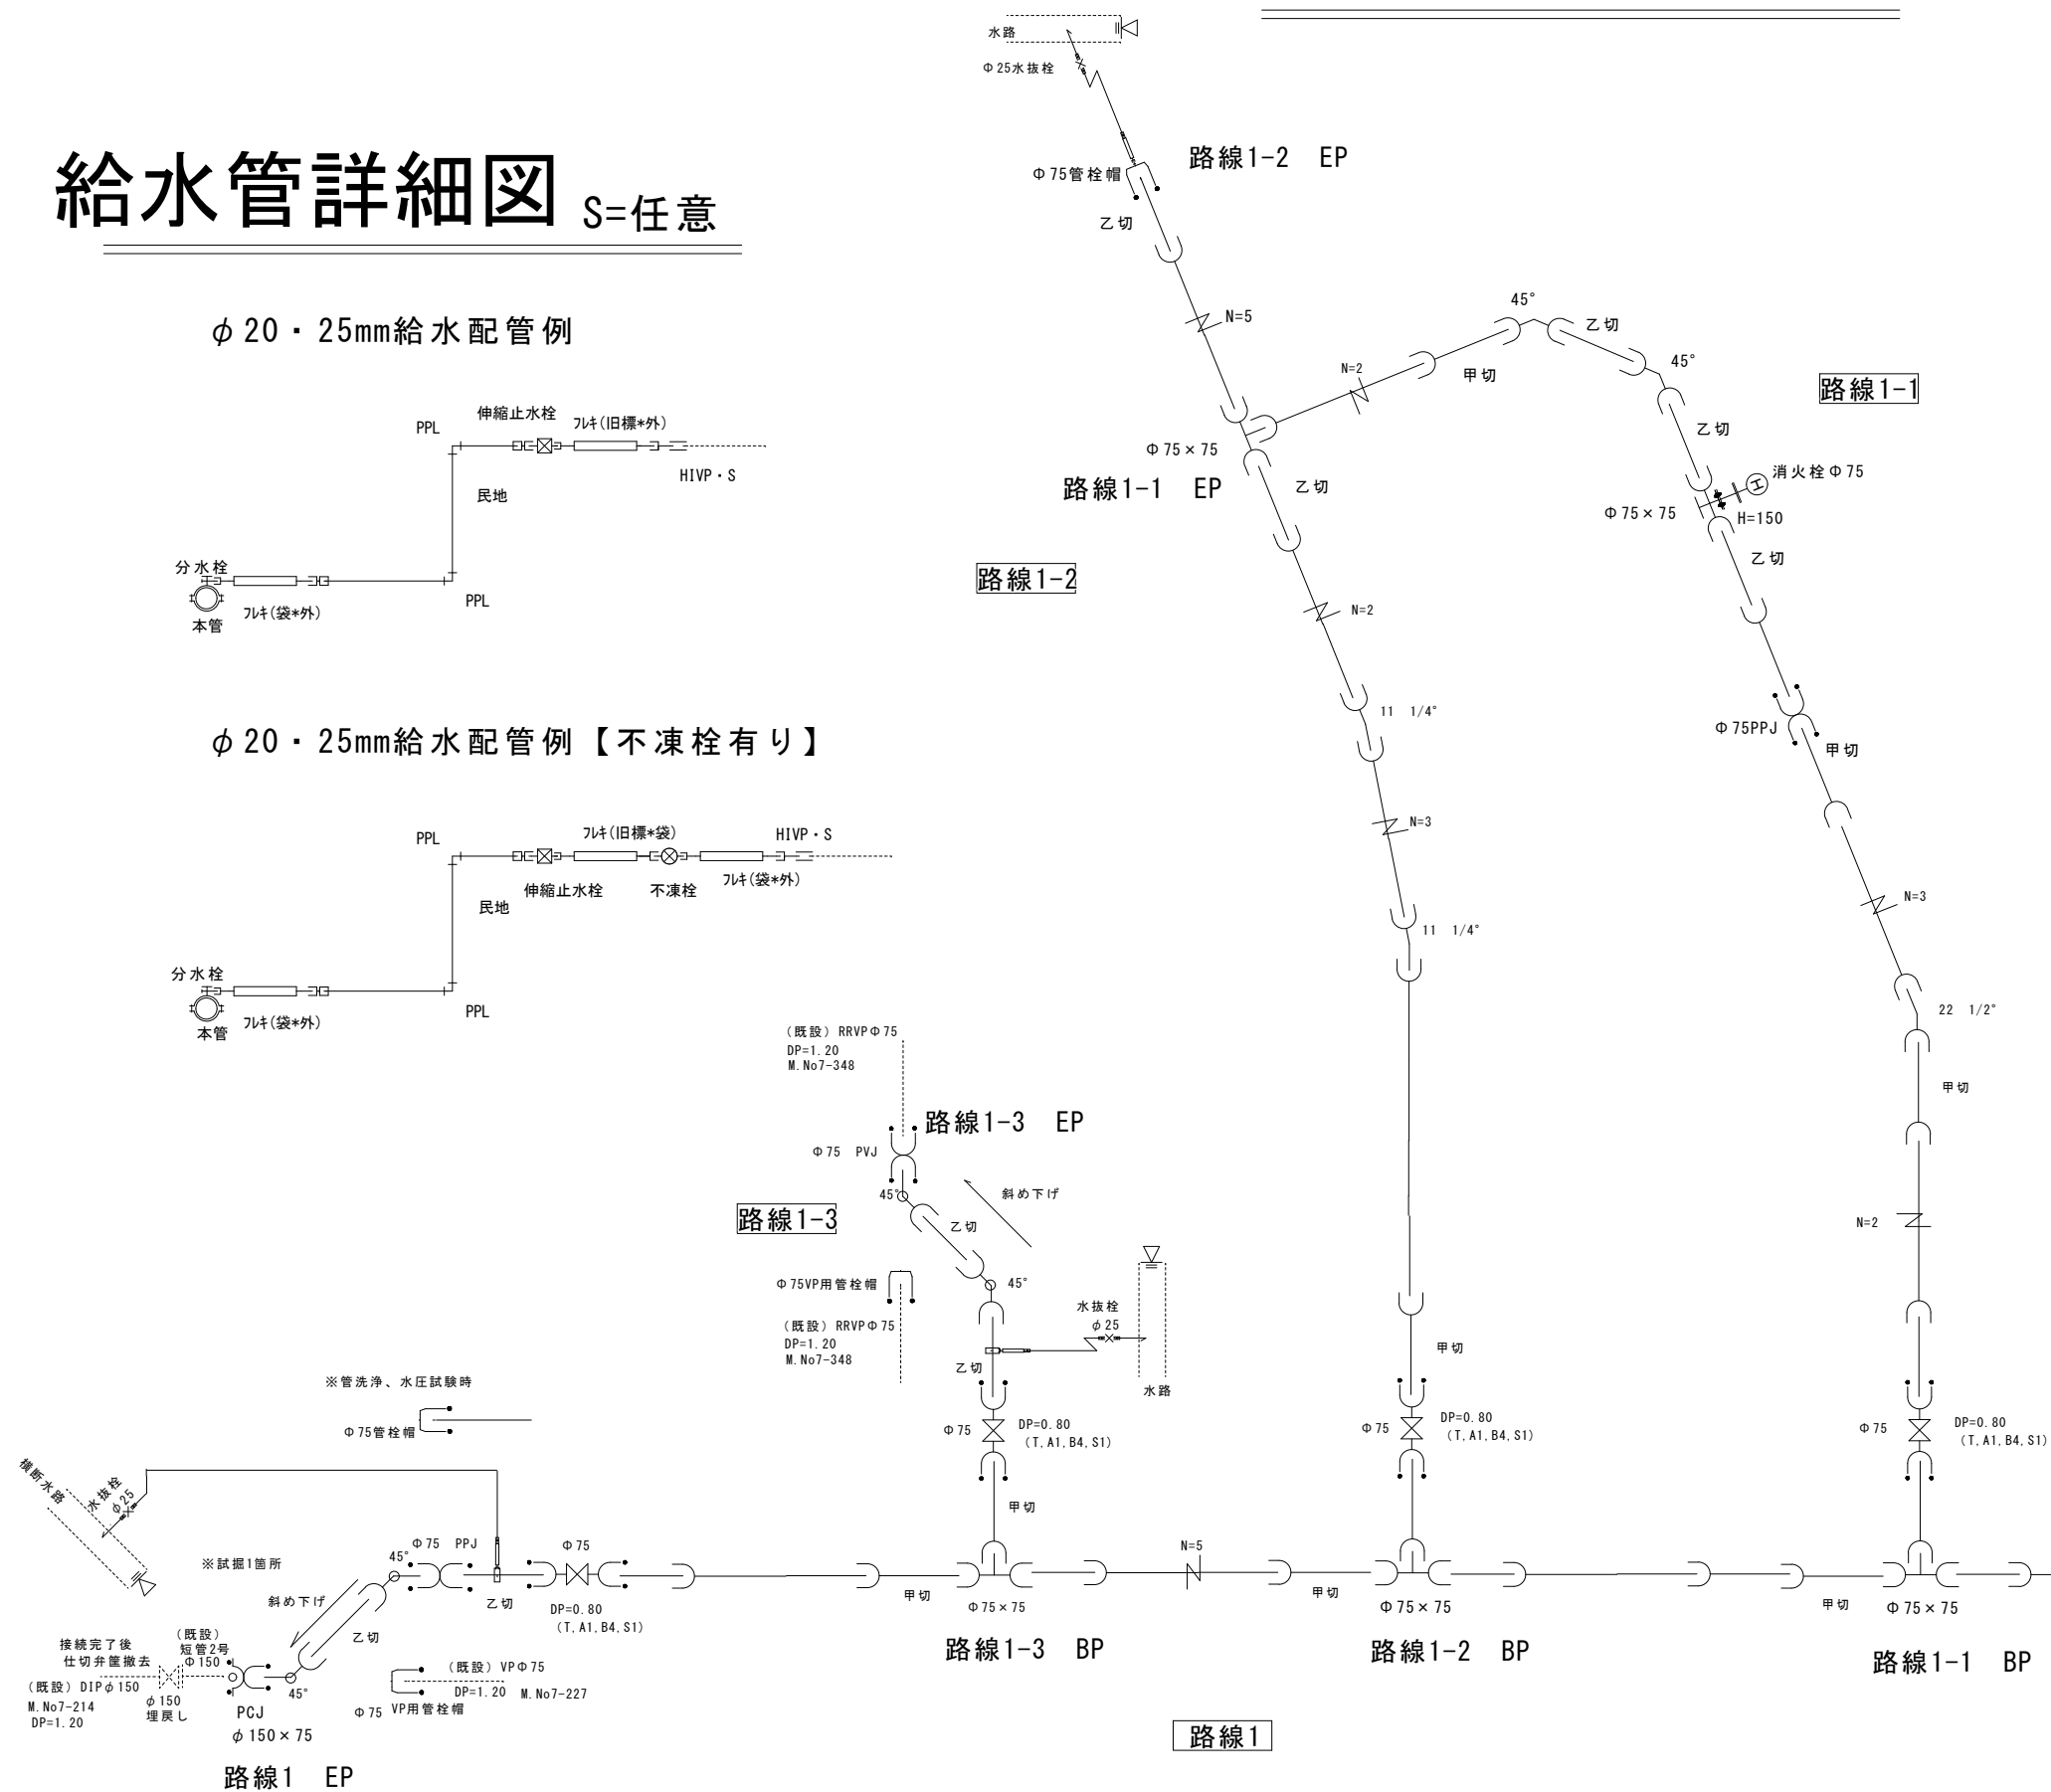 給水管詳細図 S=任意
φ20・25mm給水配管例
PPL
伸縮止水栓
フレキ(旧標*外)
HIVP・S
民地
分水栓
フレキ(袋*外)
本管
PPL
φ20・25mm給水配管例【不凍栓有り】
PPL
フレキ(旧標*袋)
HIVP・S
伸縮止水栓
不凍栓
フレキ(袋*外)
民地
分水栓
フレキ(袋*外)
本管
PPL
水路
Φ25水抜栓
路線1-2 EP
Φ75管栓帽
乙切
N=5
Φ75×75
路線1-1 EP
乙切
路線1-2
N=2
11 1/4°
N=3
11 1/4°
甲切
Φ75
DP=0.80
(T,A1,B4,S1)
N=2
甲切
45°
乙切
45°
路線1-1
乙切
消火栓Φ75
Φ75×75
H=150
乙切
Φ75PPJ
甲切
N=3
22 1/2°
甲切
N=2
Φ75
DP=0.80
(T,A1,B4,S1)
(既設)RRVPΦ75
DP=1.20
M.No7-348
路線1-3 EP
Φ75 PVJ
45°
斜め下げ
路線1-3
乙切
Φ75VP用管栓帽
45°
(既設)RRVPΦ75
DP=1.20
M.No7-348
水抜栓
φ25
水路
乙切
Φ75
DP=0.80
(T,A1,B4,S1)
甲切
※管洗浄、水圧試験時
Φ75管栓帽
横断水路
水抜栓
φ25
※試掘1箇所
45°
Φ75 PPJ
Φ75
斜め下げ
乙切
乙切
DP=0.80
(T,A1,B4,S1)
接続完了後
仕切弁筐撤去
(既設)
短管2号
Φ150
(既設)DIPφ150
M.No7-214
DP=1.20
φ150
埋戻し
45°
PCJ
φ150×75
(既設)VPΦ75
DP=1.20 M.No7-227
Φ75 VP用管栓帽
路線1 EP
甲切
Φ75×75
路線1-3 BP
N=5
甲切
Φ75×75
路線1-2 BP
甲切
Φ75×75
路線1-1 BP
路線1